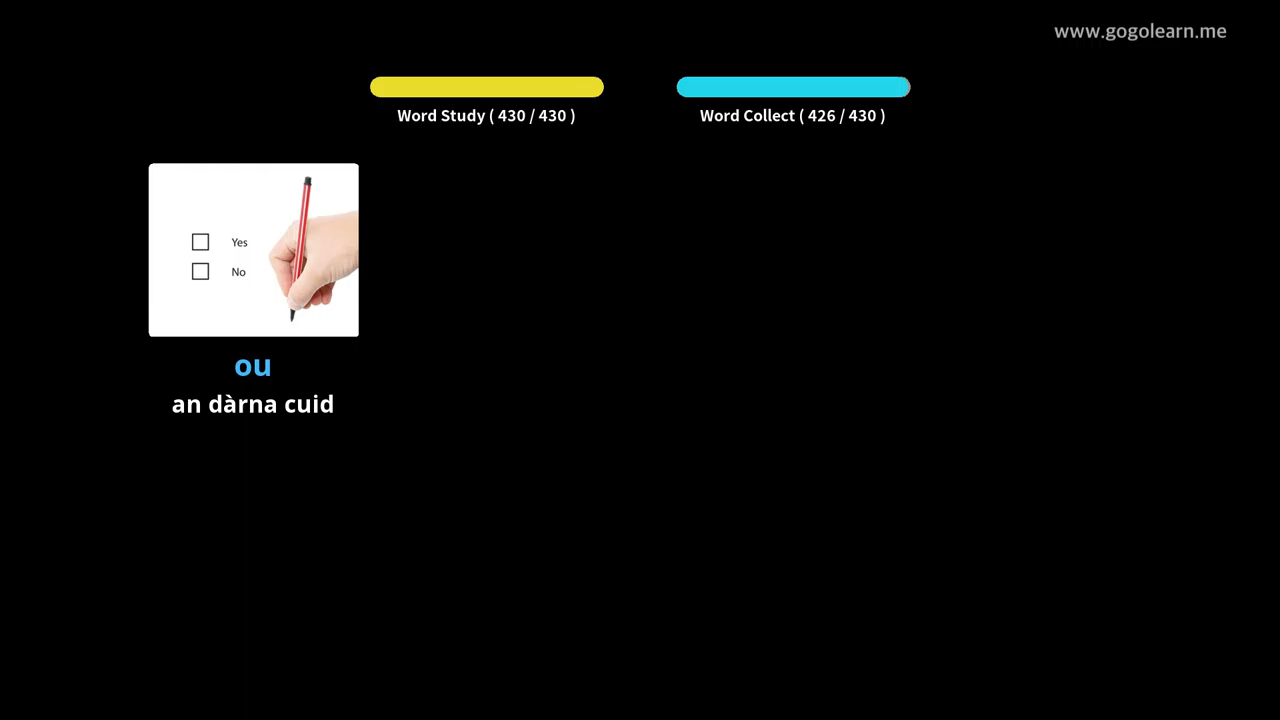 www.gogolearn.me
Word Study ( 430 / 430 )
Word Collect ( 426 / 430 )
Yes
No
ou
an dàrna cuid